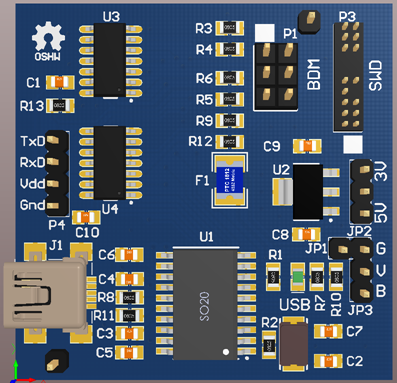 U3
P3
R3
P1
R4
OSHW
BDM
SWD
C1
R6
R13
R5
R9
TxD
R12
C9
RxD
F1
U2
3V
Vdd
Gnd
U4
5V
P4
C10
C8
JP2
J1
U1
JP1
G
C6
R1
C4
V
R8
SO20
R7
R10
B
R11
USB
JP3
C3
R2
C7
C5
C2